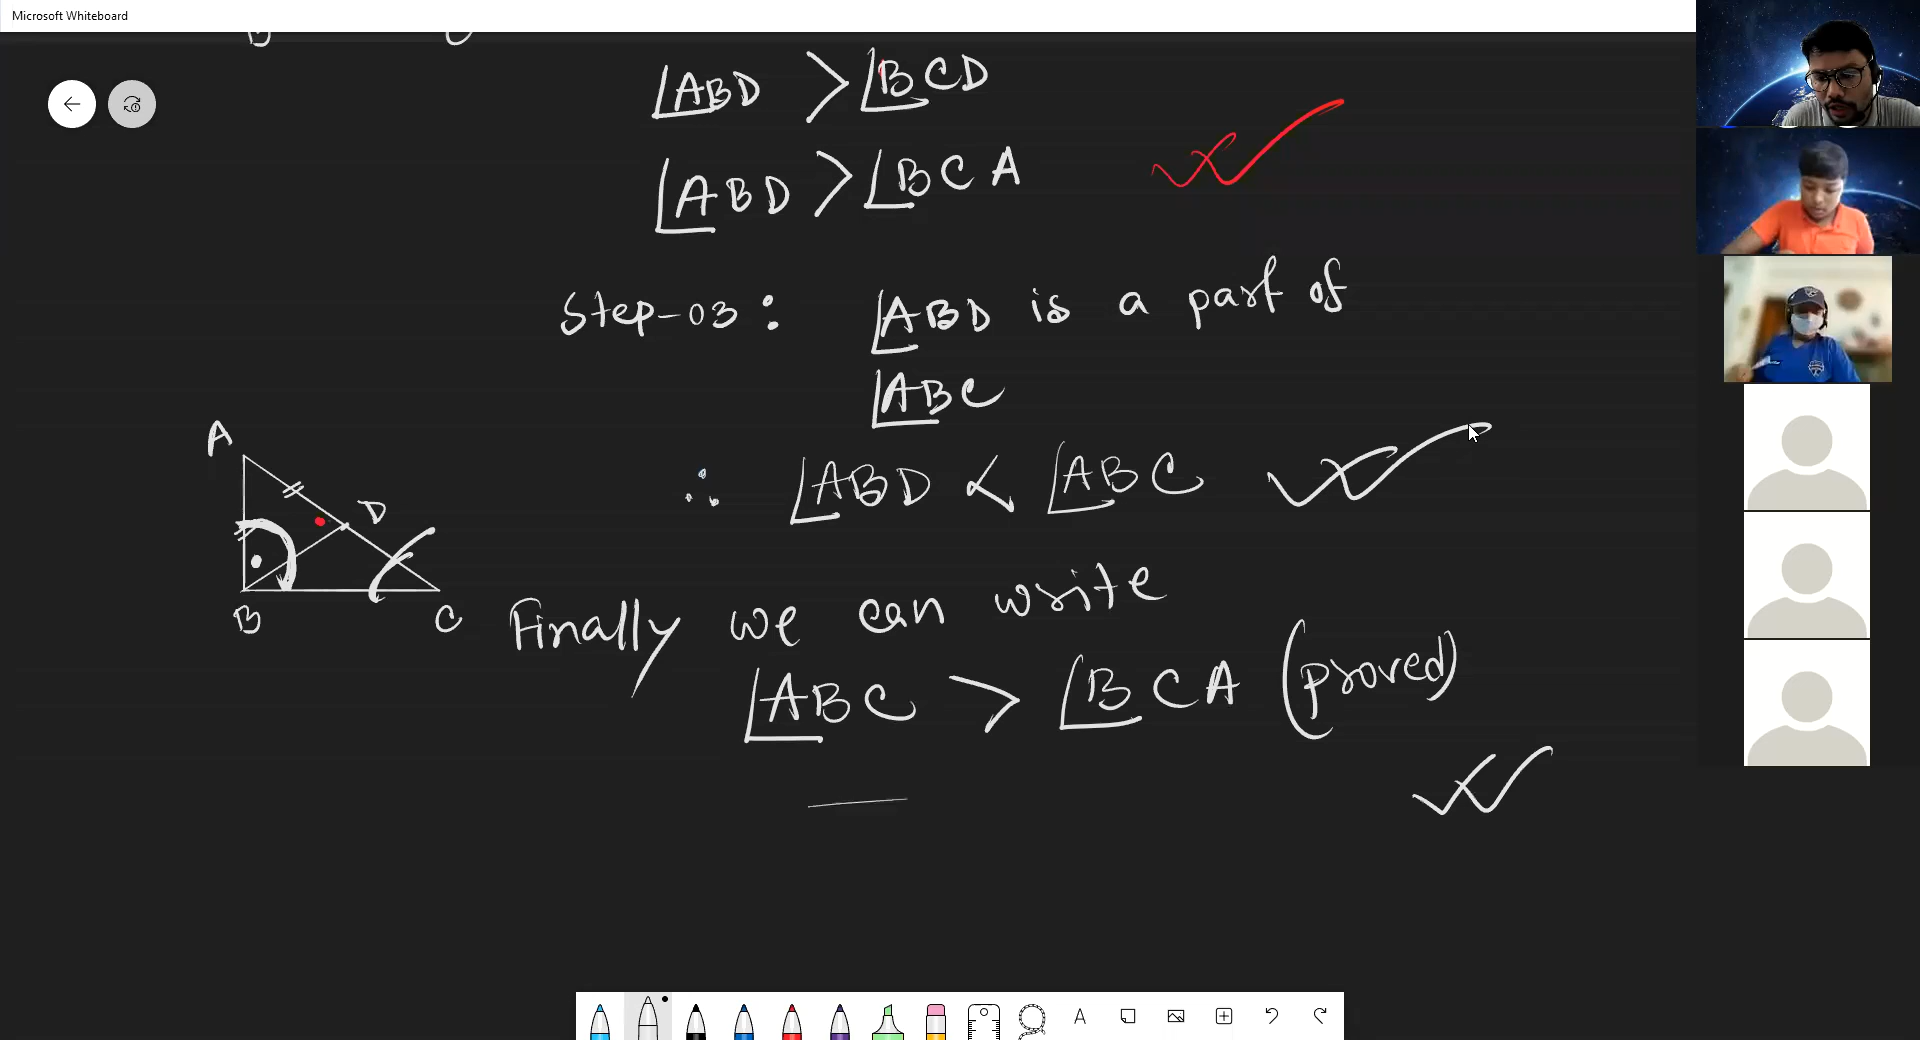 Microsoft Whiteboard
B C
∠ABD > ∠BCD
∠ABD > ∠BCA
Step-03: ∠ABD is a part of
∠ABC
∴ ∠ABD < ∠ABC
A
D
B C
Finally we can write
∠ABC > ∠BCA (proved)
A